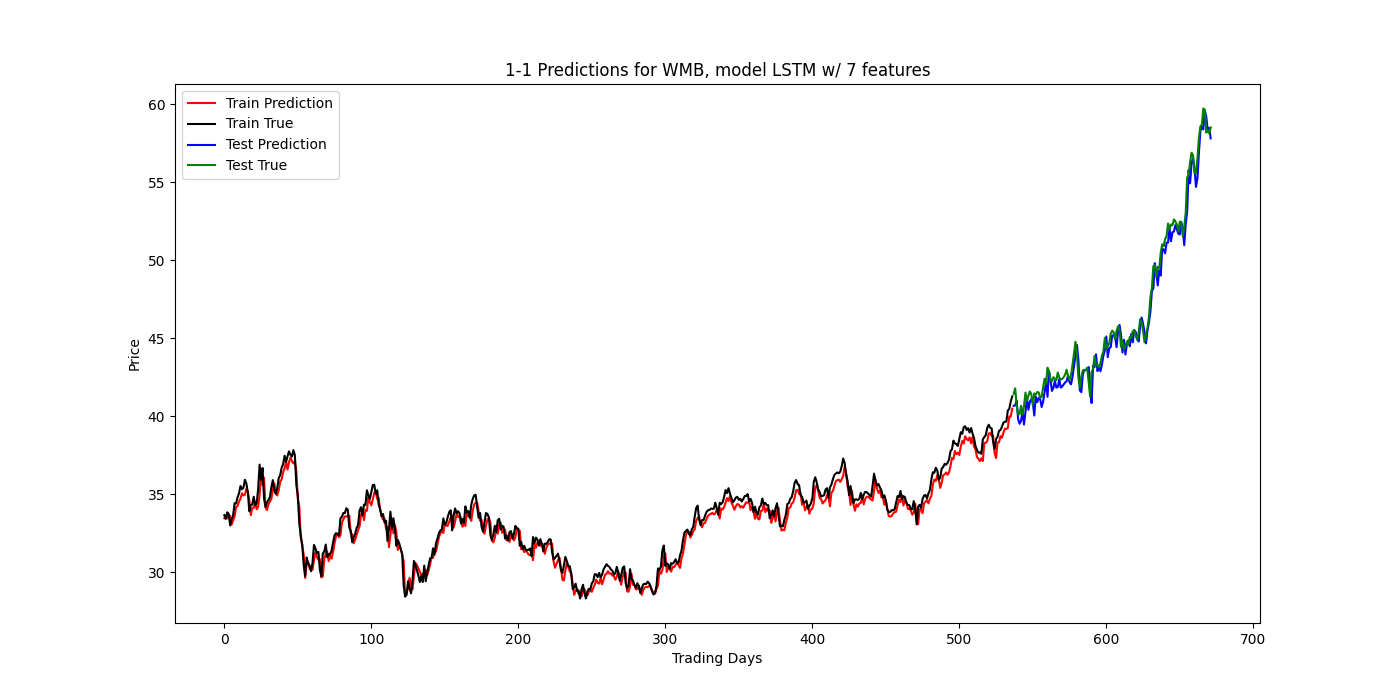 1-1 Predictions for WMB, model LSTM w/ 7 features
Train Prediction
Train True
Test Prediction
Test True
60
55
50
45
40
35
30
Price
0 100 200 300 400 500 600 700
Trading Days